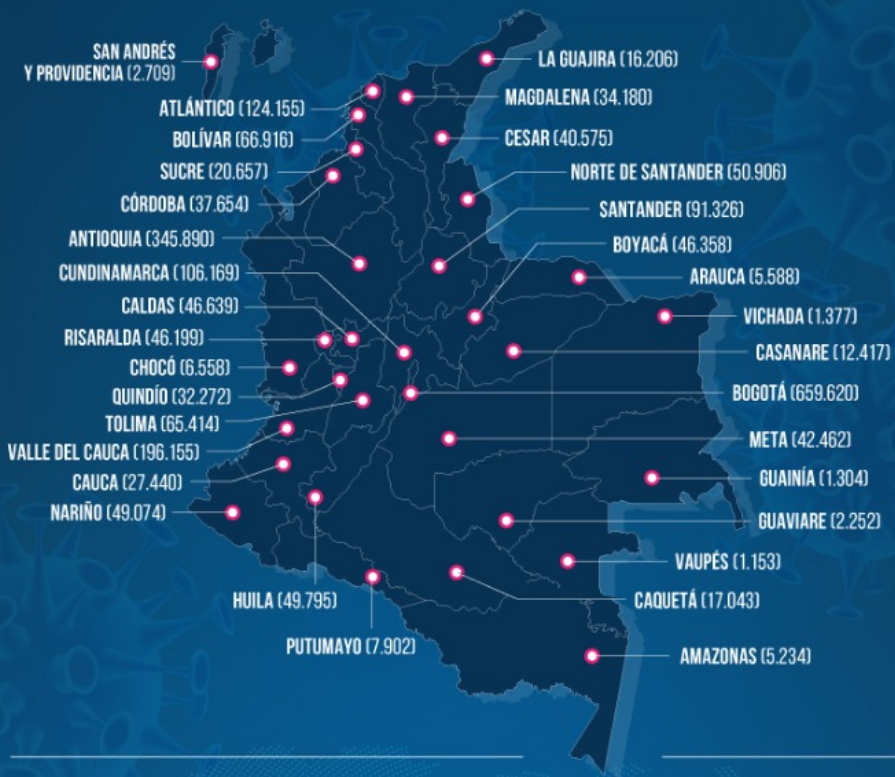 SAN ANDRÉS
Y PROVIDENCIA (2.709)
ATLÁNTICO (124.155)
BOLÍVAR (66.916)
SUCRE (20.657)
CÓRDOBA (37.654)
ANTIOQUIA (345.890)
CUNDINAMARCA (106.169)
CALDAS (46.639)
RISARALDA (46.199)
CHOCÓ (6.558)
QUINDÍO (32.272)
TOLIMA (65.414)
VALLE DEL CAUCA (196.155)
CAUCA (27.440)
NARIÑO (49.074)
HUILA (49.795)
PUTUMAYO (7.902)
LA GUAJIRA (16.206)
MAGDALENA (34.180)
CESAR (40.575)
NORTE DE SANTANDER (50.906)
SANTANDER (91.326)
BOYACÁ (46.358)
ARAUCA (5.588)
VICHADA (1.377)
CASANARE (12.417)
BOGOTÁ (659.620)
META (42.462)
GUAINÍA (1.304)
GUAVIARE (2.252)
VAUPÉS (1.153)
CAQUETÁ (17.043)
AMAZONAS (5.234)